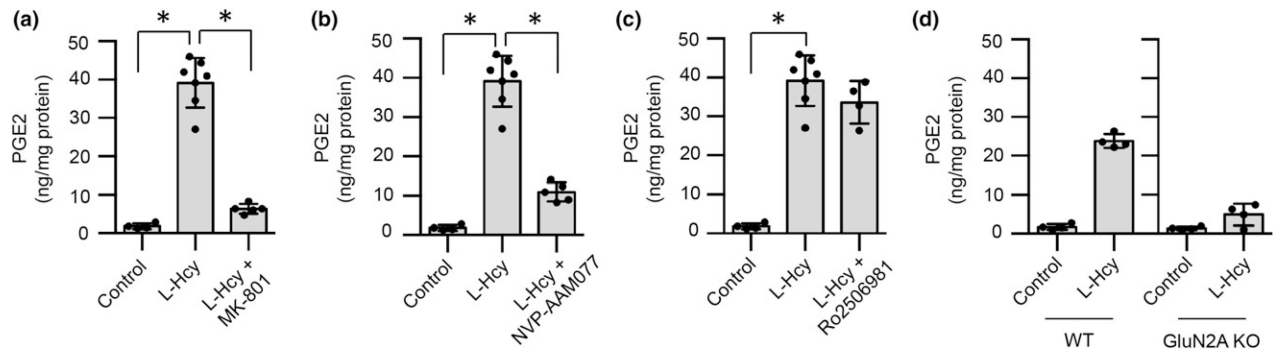 (a)
* *
PGE2
(ng/mg protein)
50
40
30
20
10
0
Control
L-Hcy
L-Hcy +
MK-801
(b)
* *
PGE2
(ng/mg protein)
50
40
30
20
10
0
Control
L-Hcy
L-Hcy +
NVP-AAM077
(c)
*
PGE2
(ng/mg protein)
50
40
30
20
10
0
Control
L-Hcy
L-Hcy +
Ro2506981
(d)
PGE2
(ng/mg protein)
50
40
30
20
10
0
Control
L-Hcy
WT
Control
L-Hcy
GluN2A KO